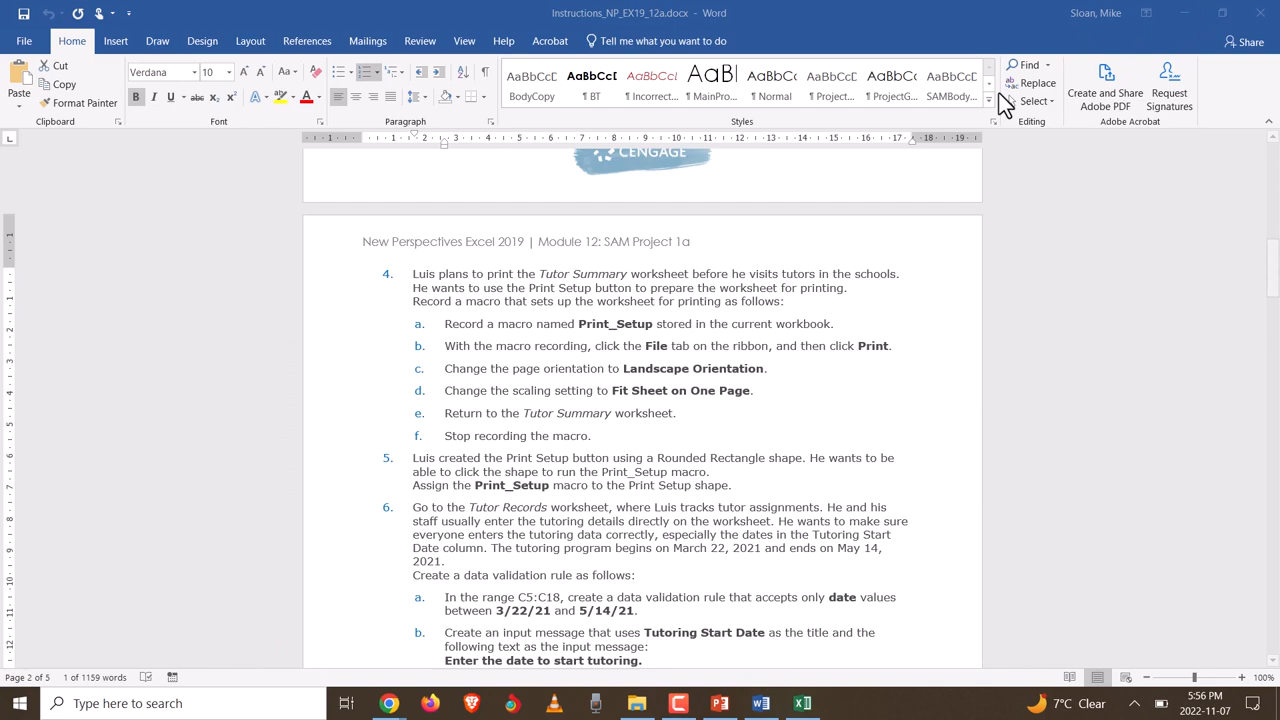 Instructions_NP_EX19_12a.docx - Word
Sloan, Mike
File Home Insert Draw Design Layout References Mailings Review View Help Acrobat Tell me what you want to do Share
Paste
Cut
Copy
Format Painter
Clipboard
Verdana 10
Font
Paragraph
AaBbCcD AaBbCcD AaBbCcD AaBl AaBbCc AaBbCcD AaBbCc AaBbCcD
BodyCopy ¶ BT ¶ Incorrect... ¶ MainPro... ¶ Normal ¶ Project... ¶ ProjectG... SAMBody...
Styles
Find
Replace
Select
Editing
Create and Share
Adobe PDF
Request
Signatures
Adobe Acrobat
CENGAGE
New Perspectives Excel 2019 | Module 12: SAM Project 1a
4. Luis plans to print the Tutor Summary worksheet before he visits tutors in the schools.
He wants to use the Print Setup button to prepare the worksheet for printing.
Record a macro that sets up the worksheet for printing as follows:
a. Record a macro named Print_Setup stored in the current workbook.
b. With the macro recording, click the File tab on the ribbon, and then click Print.
c. Change the page orientation to Landscape Orientation.
d. Change the scaling setting to Fit Sheet on One Page.
e. Return to the Tutor Summary worksheet.
f. Stop recording the macro.
5. Luis created the Print Setup button using a Rounded Rectangle shape. He wants to be
able to click the shape to run the Print_Setup macro.
Assign the Print_Setup macro to the Print Setup shape.
6. Go to the Tutor Records worksheet, where Luis tracks tutor assignments. He and his
staff usually enter the tutoring details directly on the worksheet. He wants to make sure
everyone enters the tutoring data correctly, especially the dates in the Tutoring Start
Date column. The tutoring program begins on March 22, 2021 and ends on May 14,
2021.
Create a data validation rule as follows:
a. In the range C5:C18, create a data validation rule that accepts only date values
between 3/22/21 and 5/14/21.
b. Create an input message that uses Tutoring Start Date as the title and the
following text as the input message:
Enter the date to start tutoring.
Page 2 of 5 1 of 1159 words 100%
Type here to search
7°C Clear
5:56 PM
2022-11-07